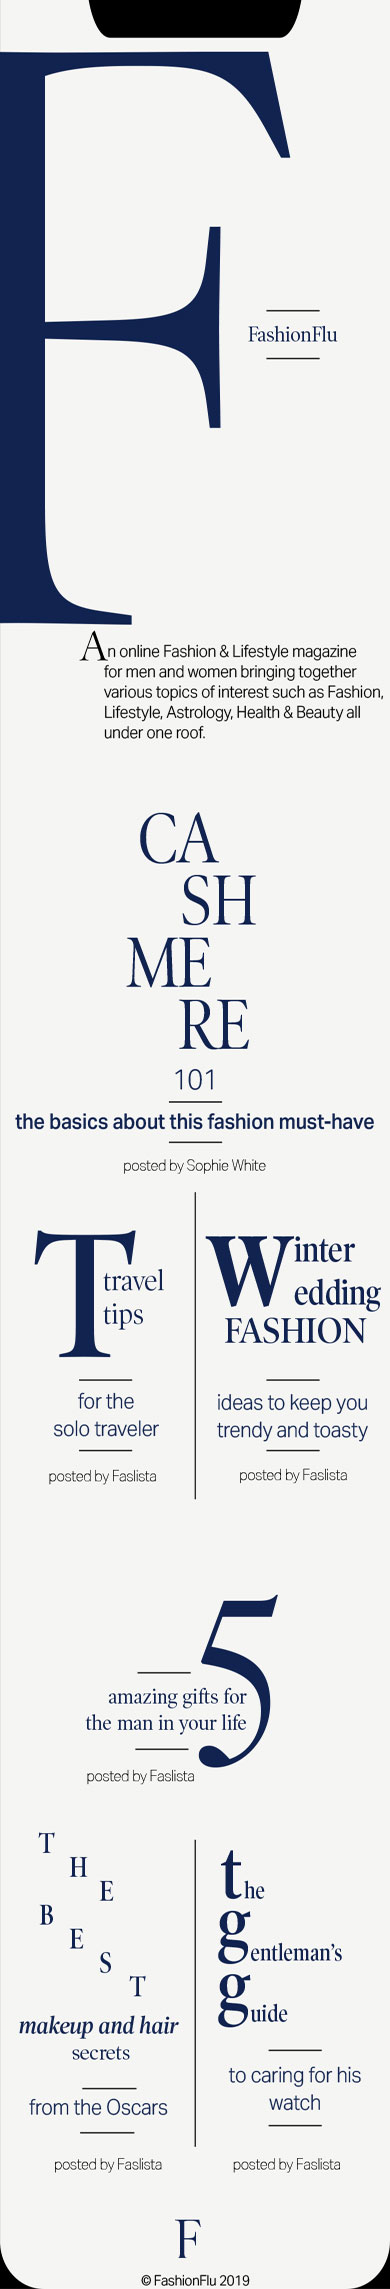 F
FashionFlu
An online Fashion & Lifestyle magazine
for men and women bringing together
various topics of interest such as Fashion,
Lifestyle, Astrology, Health & Beauty all
under one roof.
CA
SH
ME
RE
101
the basics about this fashion must-have
posted by Sophie White
Travel
tips
for the
solo traveler
posted by Faslista
Winter
Wedding
FASHION
ideas to keep you
trendy and toasty
posted by Faslista
5
amazing gifts for
the man in your life
posted by Faslista
THE
BEST
makeup and hair
secrets
from the Oscars
posted by Faslista
the
gentleman's
guide
to caring for his
watch
posted by Faslista
F
© FashionFlu 2019